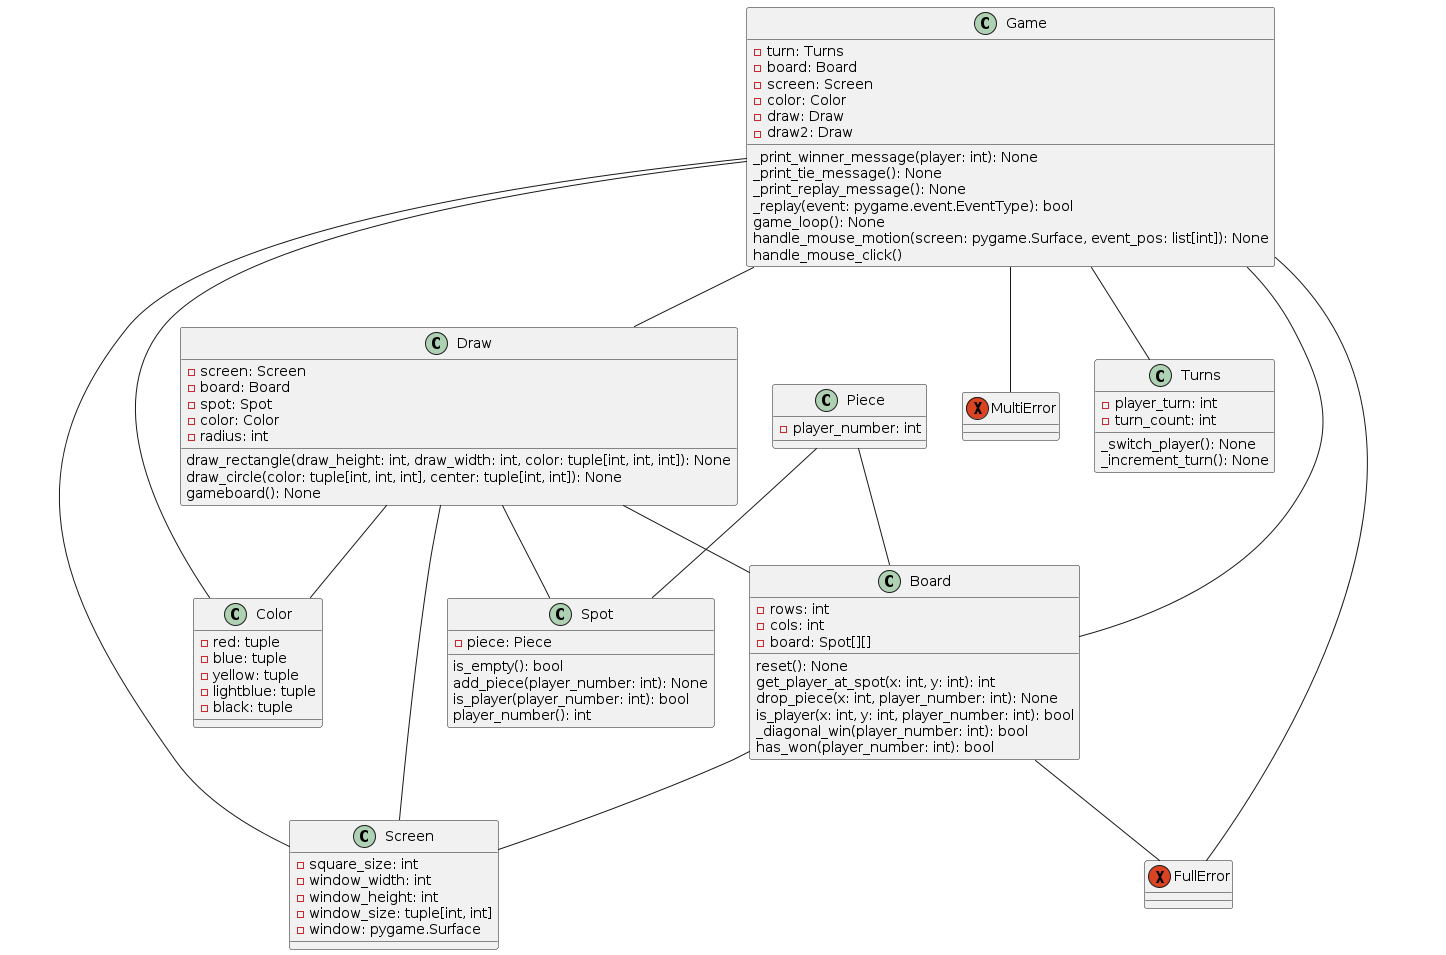 C Game
turn: Turns
board: Board
screen: Screen
color: Color
draw: Draw
draw2: Draw
_print_winner_message(player: int): None
_print_tie_message(): None
_print_replay_message(): None
_replay(event: pygame.event.EventType): bool
game_loop(): None
handle_mouse_motion(screen: pygame.Surface, event_pos: list[int]): None
handle_mouse_click()
C Draw
screen: Screen
board: Board
spot: Spot
color: Color
radius: int
draw_rectangle(draw_height: int, draw_width: int, color: tuple[int, int, int]): None
draw_circle(color: tuple[int, int, int], center: tuple[int, int]): None
gameboard(): None
C Piece
player_number: int
X MultiError
C Turns
player_turn: int
turn_count: int
_switch_player(): None
_increment_turn(): None
C Color
red: tuple
blue: tuple
yellow: tuple
lightblue: tuple
black: tuple
C Spot
piece: Piece
is_empty(): bool
add_piece(player_number: int): None
is_player(player_number: int): bool
player_number(): int
C Board
rows: int
cols: int
board: Spot[][]
reset(): None
get_player_at_spot(x: int, y: int): int
drop_piece(x: int, player_number: int): None
is_player(x: int, y: int, player_number: int): bool
_diagonal_win(player_number: int): bool
has_won(player_number: int): bool
C Screen
square_size: int
window_width: int
window_height: int
window_size: tuple[int, int]
window: pygame.Surface
X FullError